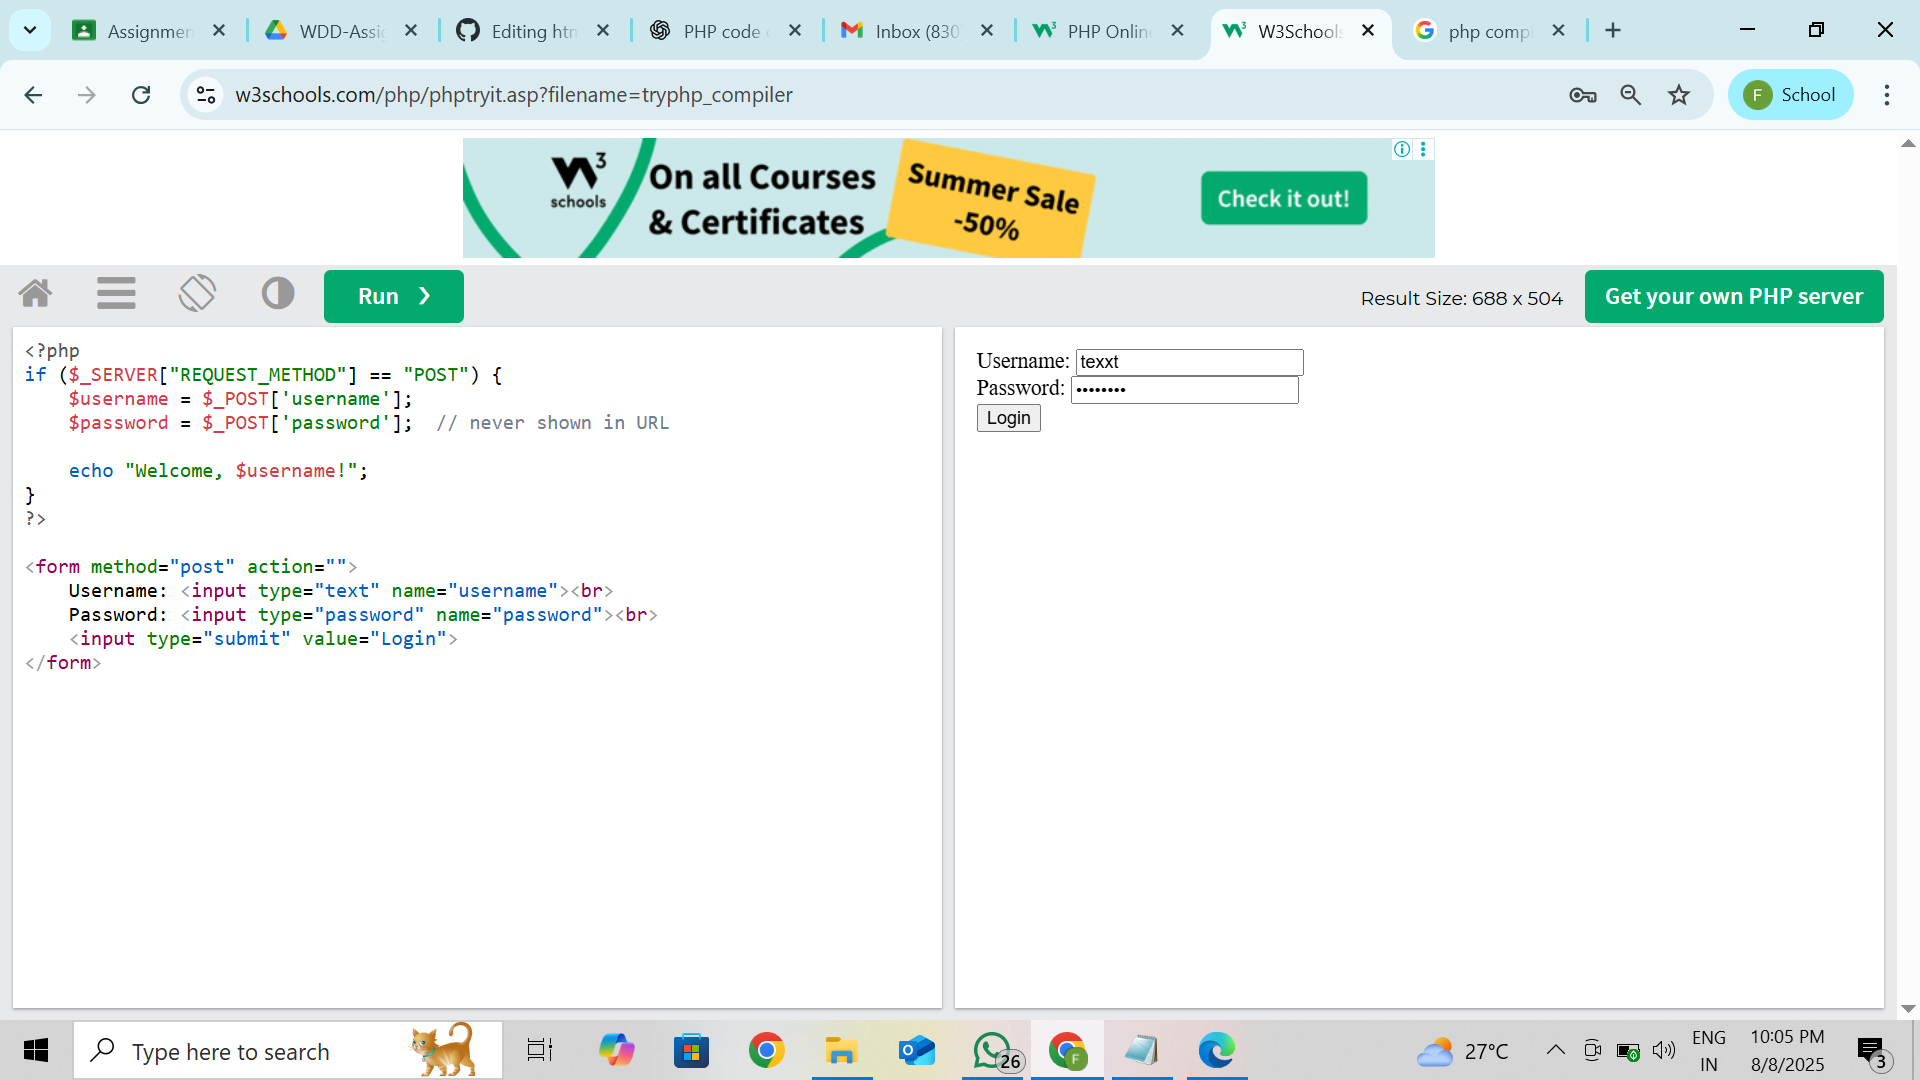 Assignmen
WDD-Assig
Editing htm
PHP code
Inbox (830
PHP Online
W3Schools
php compi
w3schools.com/php/phptryit.asp?filename=tryphp_compiler
F School
W3 schools
On all Courses
& Certificates
Summer Sale
-50%
Check it out!
Run ❯
Result Size: 688 x 504
Get your own PHP server
<?php
if ($_SERVER["REQUEST_METHOD"] == "POST") {
    $username = $_POST['username'];
    $password = $_POST['password'];  // never shown in URL
    echo "Welcome, $username!";
}
?>
<form method="post" action="">
    Username: <input type="text" name="username"><br>
    Password: <input type="password" name="password"><br>
    <input type="submit" value="Login">
</form>
Username: texxt
Password: ••••••••
Login
Type here to search
26
F
27°C
ENG
IN
10:05 PM
8/8/2025
3